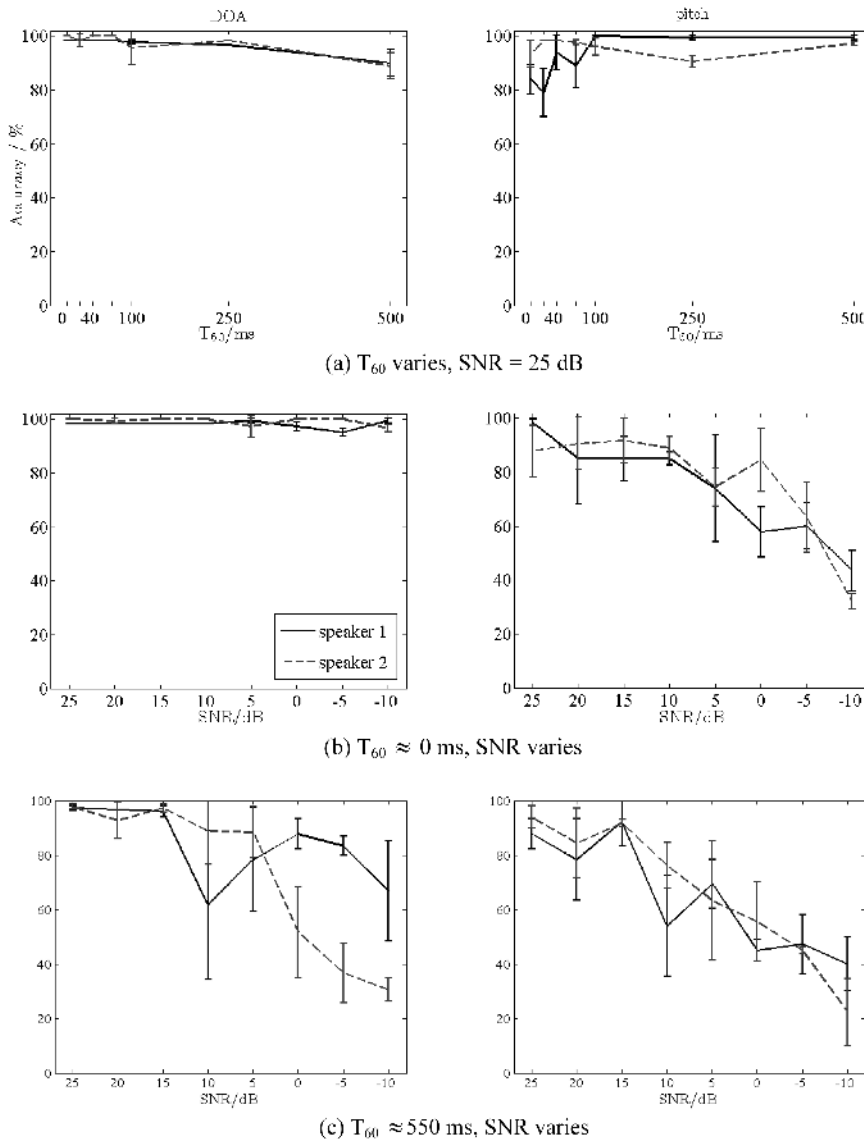 DOA pitch
100 100
80 80
60 60
40 40
20 20
0 0
Accuracy / %
0 40 100 250 500 0 40 100 250 500
T60/ms T60/ms
(a) T60 varies, SNR = 25 dB
100 100
80 80
60 60
40 40
20 20
0 0
speaker 1
speaker 2
25 20 15 10 5 0 -5 -10 25 20 15 10 5 0 -5 -10
SNR/dB SNR/dB
(b) T60 ≈ 0 ms, SNR varies
100 100
80 80
60 60
40 40
20 20
0 0
25 20 15 10 5 0 -5 -10 25 20 15 10 5 0 -5 -10
SNR/dB SNR/dB
(c) T60 ≈550 ms, SNR varies